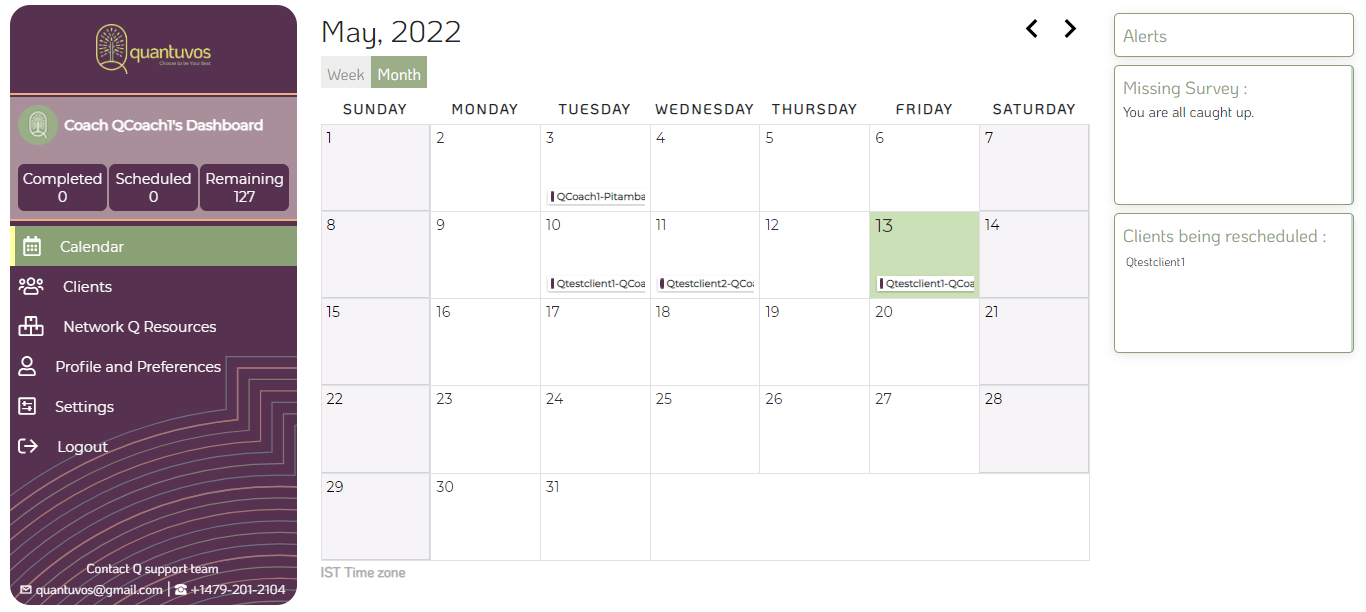 quantuvos
Choose to be Your Best
Coach QCoach1's Dashboard
Completed
0
Scheduled
0
Remaining
127
Calendar
Clients
Network Q Resources
Profile and Preferences
Settings
Logout
Contact Q support team
quantuvos@gmail.com | +1479-201-2104
May, 2022
Week Month
SUNDAY MONDAY TUESDAY WEDNESDAY THURSDAY FRIDAY SATURDAY
1 2 3 4 5 6 7
QCoach1-Pitamba
8 9 10 11 12 13 14
Qtestclient1-QCoa Qtestclient2-QCoa Qtestclient1-QCoa
15 16 17 18 19 20 21
22 23 24 25 26 27 28
29 30 31
IST Time zone
Alerts
Missing Survey :
You are all caught up.
Clients being rescheduled :
Qtestclient1